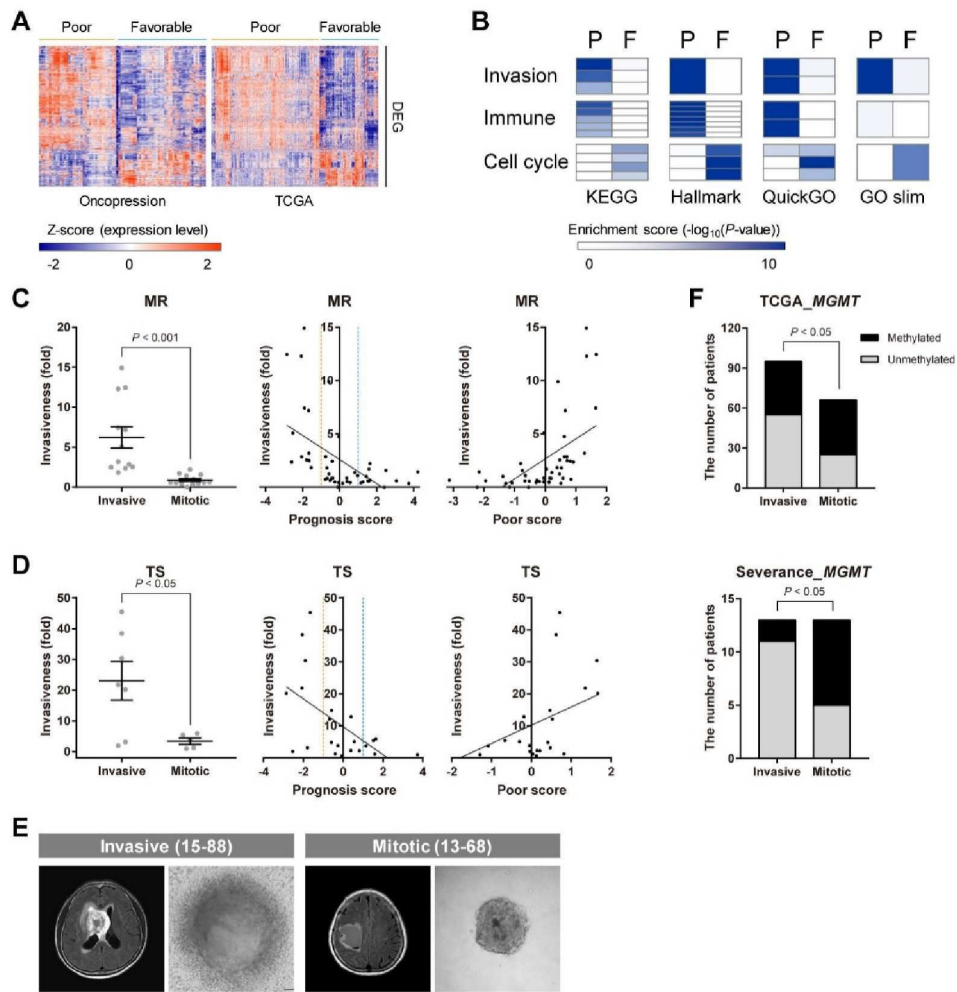 A
Poor Favorable Poor Favorable
DEG
Oncopression TCGA
Z-score (expression level)
-2 0 2
B
P F P F P F P F
Invasion
Immune
Cell cycle
KEGG Hallmark QuickGO GO slim
Enrichment score (-log10(P-value))
0 10
C
MR
P < 0.001
Invasiveness (fold)
20
15
10
5
0
Invasive Mitotic
MR
Invasiveness (fold)
15
10
5
-4 -2 0 2 4
Prognosis score
MR
Invasiveness (fold)
15
10
5
-3 -2 -1 0 1 2
Poor score
F
TCGA_MGMT
P < 0.05
Methylated
Unmethylated
The number of patients
120
90
60
30
0
Invasive Mitotic
D
TS
P < 0.05
Invasiveness (fold)
50
40
30
20
10
0
Invasive Mitotic
TS
Invasiveness (fold)
50
40
30
20
10
-4 -2 0 2 4
Prognosis score
TS
Invasiveness (fold)
50
40
30
20
10
-2 -1 0 1 2
Poor score
Severance_MGMT
P < 0.05
The number of patients
15
10
5
0
Invasive Mitotic
E
Invasive (15-88) Mitotic (13-68)